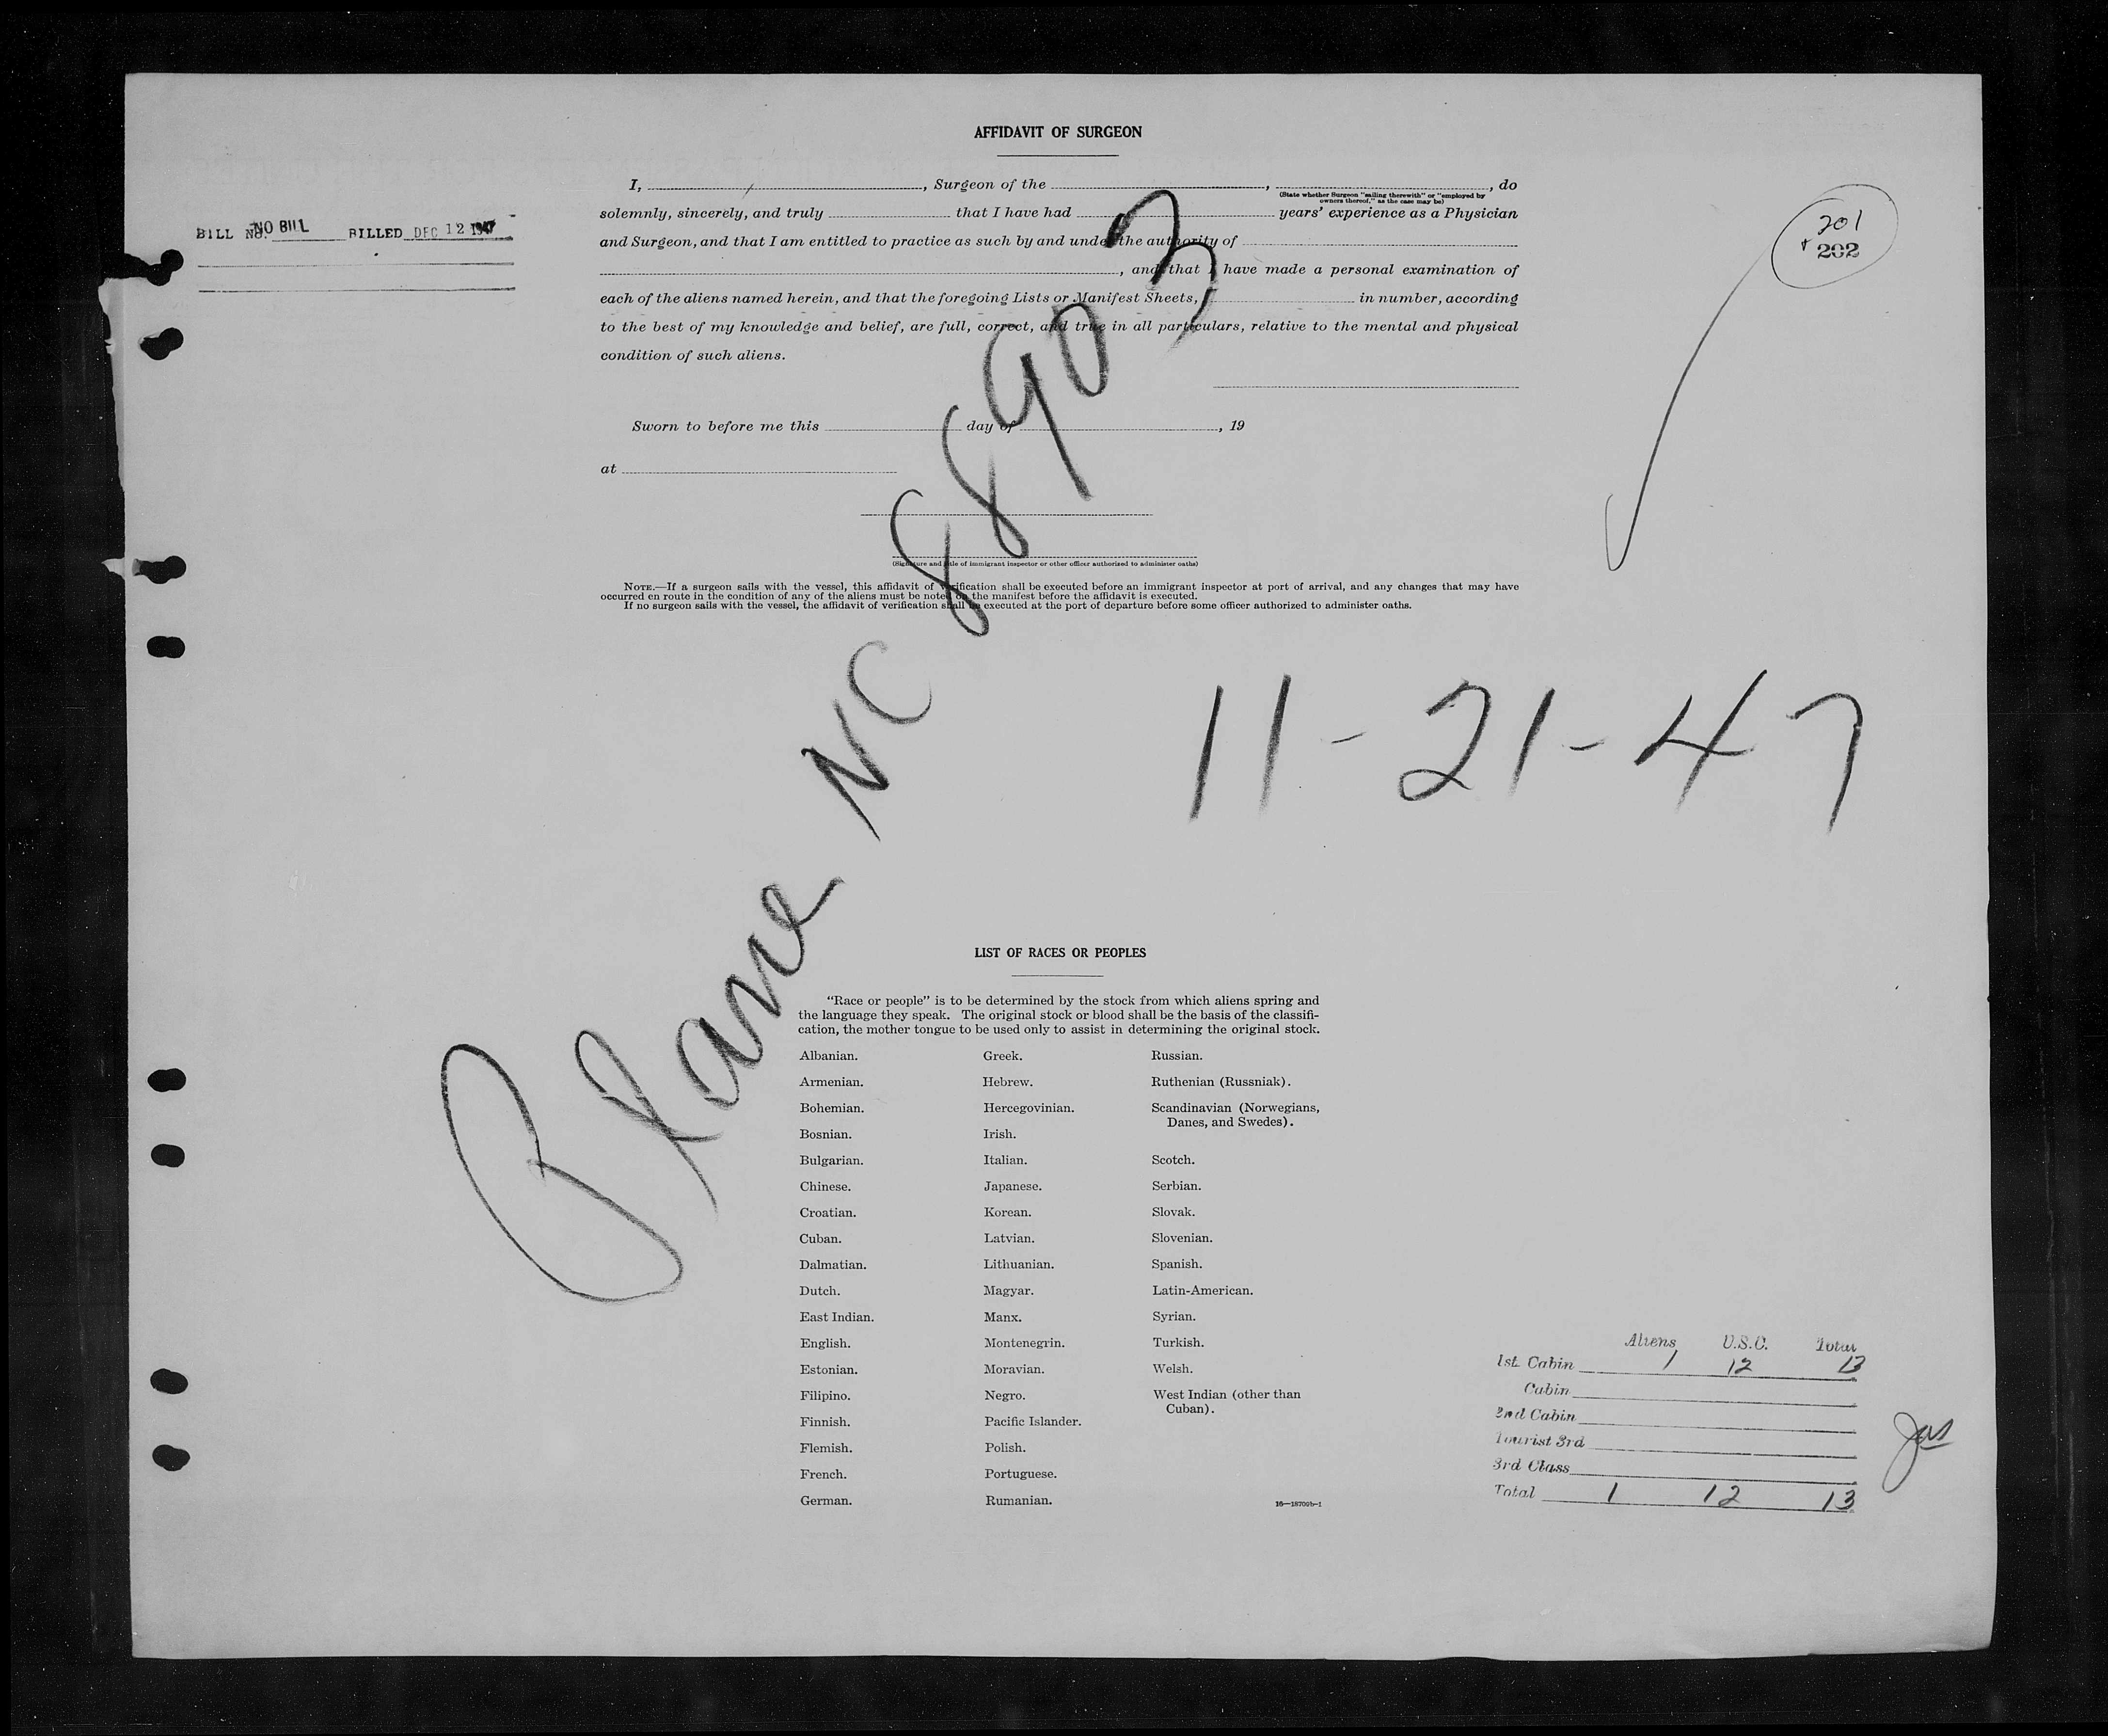 AFFIDAVIT OF SURGEON
I, , Surgeon of the , , do
(State whether Surgeon "sailing therewith" or "employed by
owners thereof," as the case may be)
solemnly, sincerely, and truly that I have had years' experience as a Physician
and Surgeon, and that I am entitled to practice as such by and under the authority of
, and that I have made a personal examination of
each of the aliens named herein, and that the foregoing Lists or Manifest Sheets, in number, according
to the best of my knowledge and belief, are full, correct, and true in all particulars, relative to the mental and physical
condition of such aliens.
BILL No. NO BILL BILLED DEC 12 1947
201
+ 202
Sworn to before me this day of , 19
at
(Signature and title of immigrant inspector or other officer authorized to administer oaths)
NOTE.—If a surgeon sails with the vessel, this affidavit of verification shall be executed before an immigrant inspector at port of arrival, and any changes that may have
occurred en route in the condition of any of the aliens must be noted on the manifest before the affidavit is executed.
If no surgeon sails with the vessel, the affidavit of verification shall be executed at the port of departure before some officer authorized to administer oaths.
Plane NC 88903
11-21-47
LIST OF RACES OR PEOPLES
"Race or people" is to be determined by the stock from which aliens spring and
the language they speak. The original stock or blood shall be the basis of the classifi-
cation, the mother tongue to be used only to assist in determining the original stock.
Albanian. Greek. Russian.
Armenian. Hebrew. Ruthenian (Russniak).
Bohemian. Hercegovinian. Scandinavian (Norwegians,
Danes, and Swedes).
Bosnian. Irish.
Bulgarian. Italian. Scotch.
Chinese. Japanese. Serbian.
Croatian. Korean. Slovak.
Cuban. Latvian. Slovenian.
Dalmatian. Lithuanian. Spanish.
Dutch. Magyar. Latin-American.
East Indian. Manx. Syrian.
English. Montenegrin. Turkish.
Estonian. Moravian. Welsh.
Filipino. Negro. West Indian (other than
Cuban).
Finnish. Pacific Islander.
Flemish. Polish.
French. Portuguese.
German. Rumanian.
16—18709b-1
Aliens U.S.C. Total
1st Cabin 1 12 13
Cabin
2nd Cabin
Tourist 3rd
3rd Class
Total 1 12 13